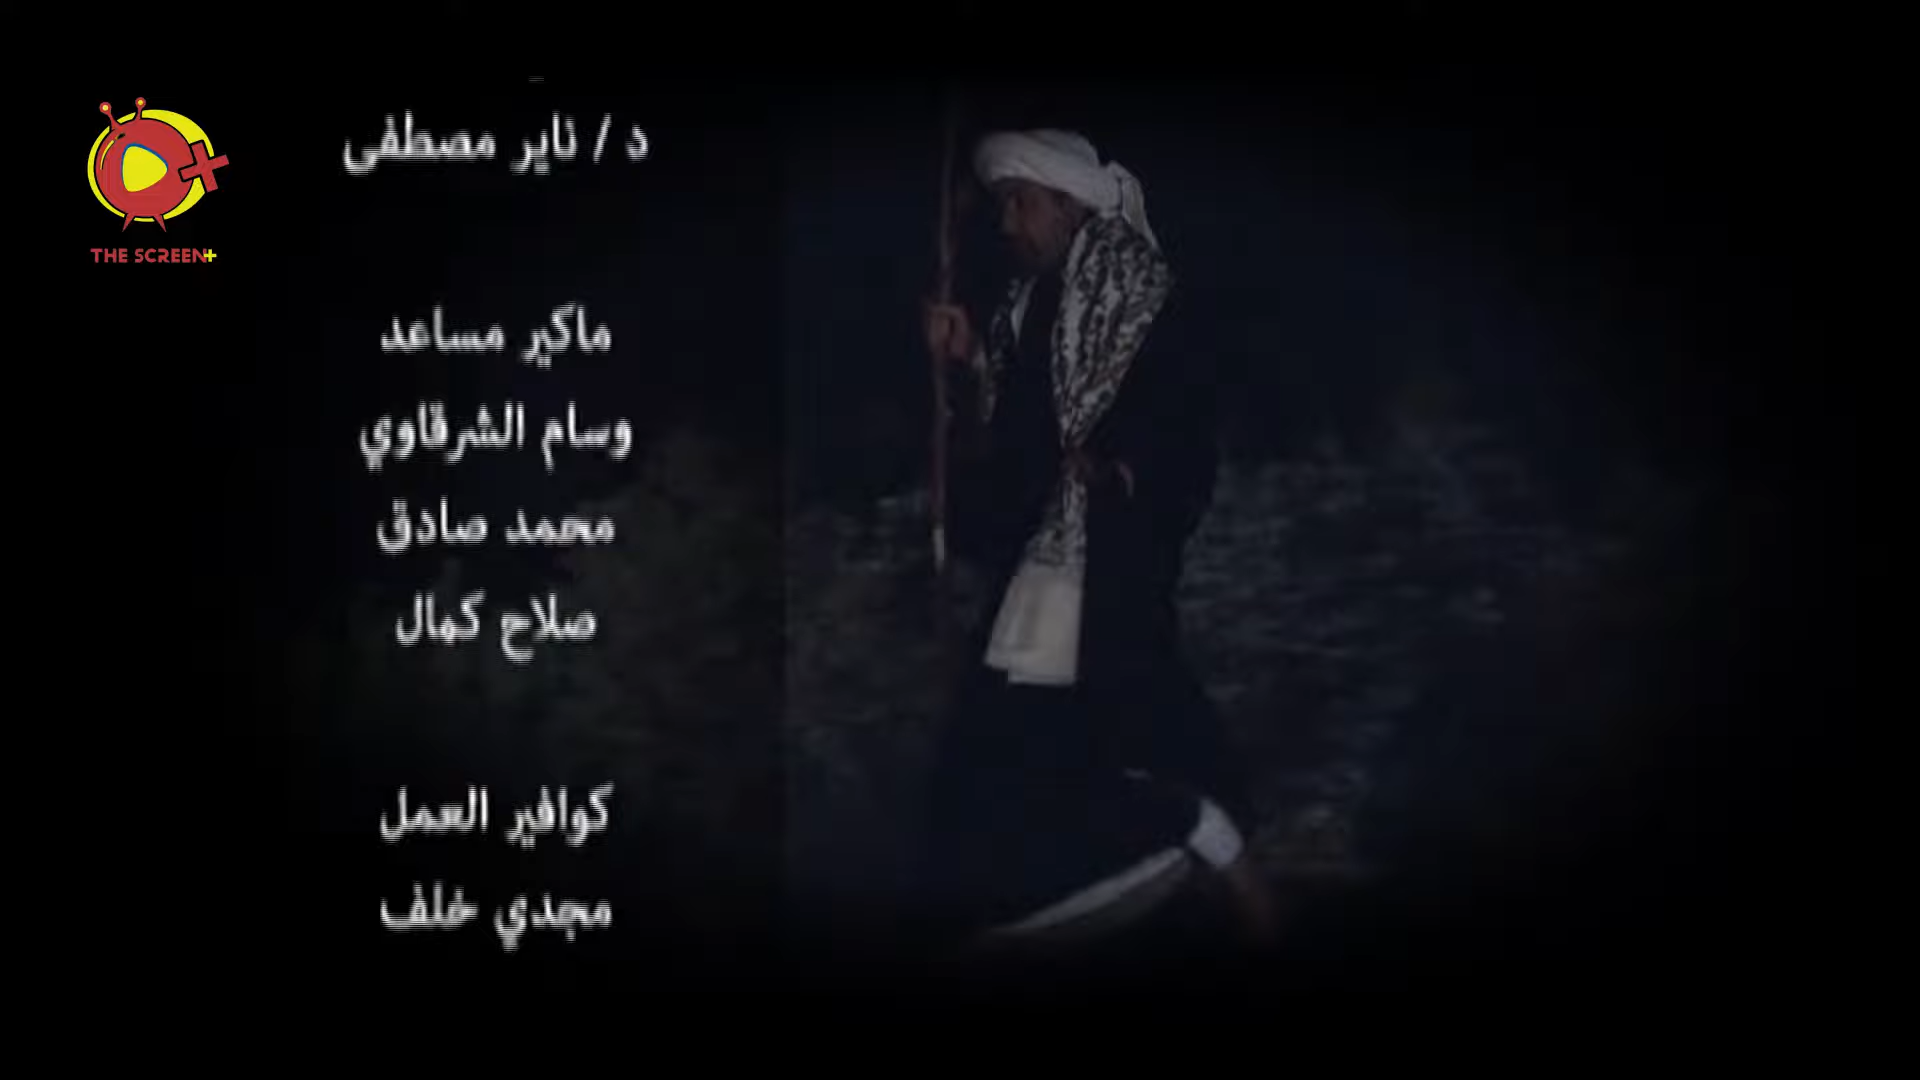 د / ناير مصطفى
THE SCREEN+
ماكير مساعد
وسام الشرقاوي
محمد صادق
صلاح كمال
كوافير العمل
مجدي خلف